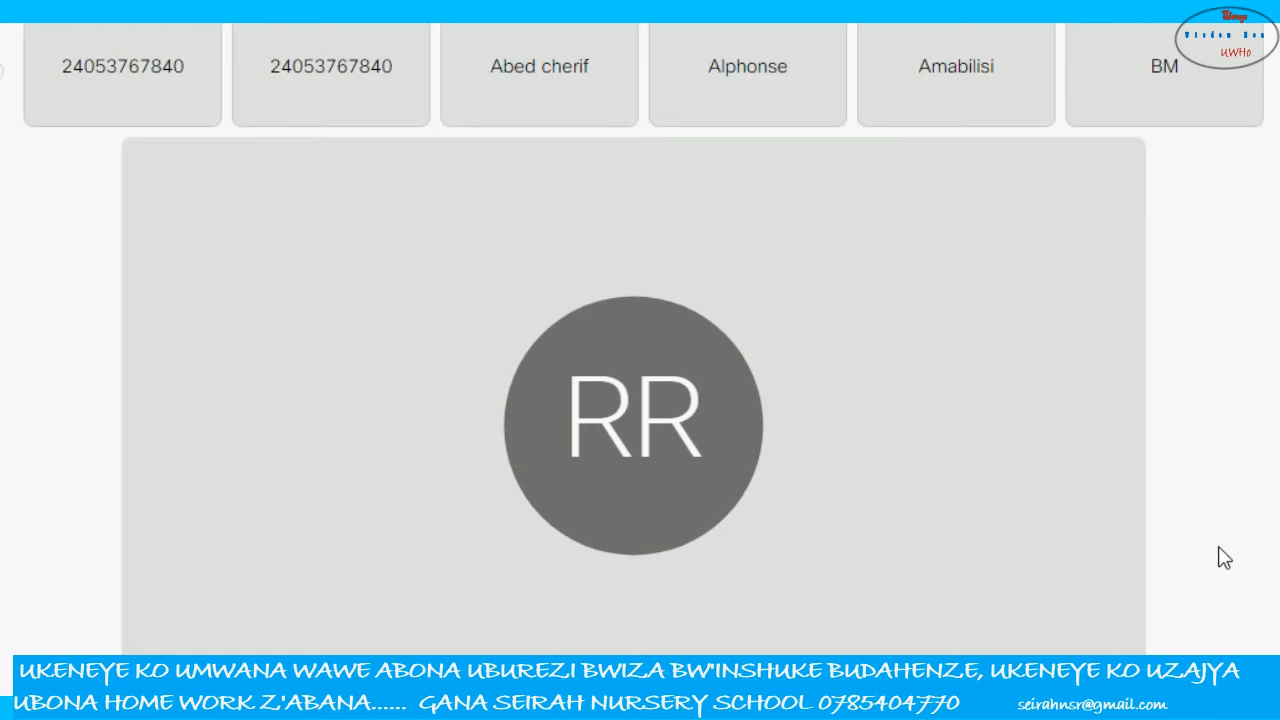 24053767840
24053767840
Abed cherif
Alphonse
Amabilisi
BM
UWHo
RR
UKENEYE KO UMWANA WAWE ABONA UBUREZI BWIZA BW"INSHUKE BUDAHENZE, UKENEYE KO UZAJYA
UBONA HOME WORK Z'ABANA...... GANA SEIRAH NURSERY SCHOOL 0785404770 seirahnsr@gmail.com